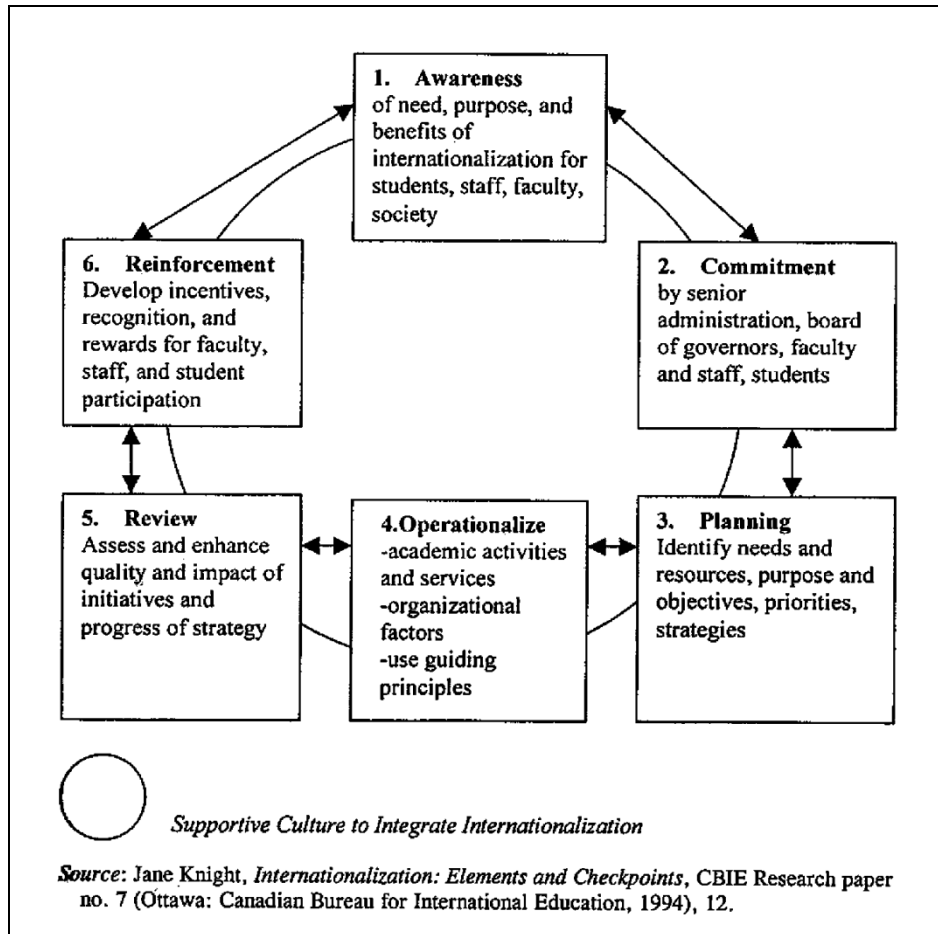 1. Awareness
of need, purpose, and
benefits of
internationalization for
students, staff, faculty,
society
6. Reinforcement
Develop incentives,
recognition, and
rewards for faculty,
staff, and student
participation
2. Commitment
by senior
administration, board
of governors, faculty
and staff, students
5. Review
Assess and enhance
quality and impact of
initiatives and
progress of strategy
4.Operationalize
-academic activities
and services
-organizational
factors
-use guiding
principles
3. Planning
Identify needs and
resources, purpose and
objectives, priorities,
strategies
Supportive Culture to Integrate Internationalization
Source: Jane Knight, Internationalization: Elements and Checkpoints, CBIE Research paper
no. 7 (Ottawa: Canadian Bureau for International Education, 1994), 12.